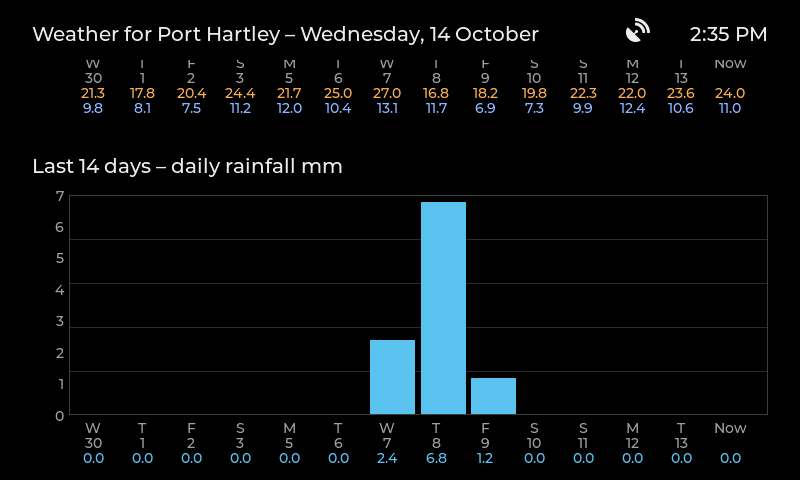 Weather for Port Hartley – Wednesday, 14 October 2:35 PM
W T F S M T W T F S S M T Now
30 1 2 3 5 6 7 8 9 10 11 12 13
21.3 17.8 20.4 24.4 21.7 25.0 27.0 16.8 18.2 19.8 22.3 22.0 23.6 24.0
9.8 8.1 7.5 11.2 12.0 10.4 13.1 11.7 6.9 7.3 9.9 12.4 10.6 11.0
Last 14 days – daily rainfall mm
7
6
5
4
3
2
1
0
W T F S M T W T F S S M T Now
30 1 2 3 5 6 7 8 9 10 11 12 13
0.0 0.0 0.0 0.0 0.0 0.0 2.4 6.8 1.2 0.0 0.0 0.0 0.0 0.0